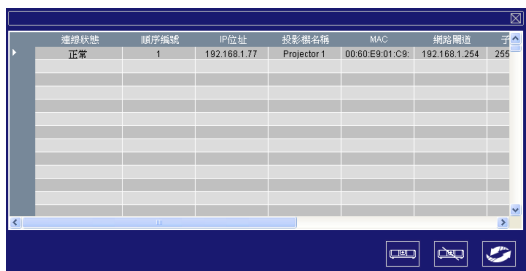 連線狀態 順序編號 IP位址 投影機名稱 MAC 網路閘道 子
正常 1 192.168.1.77 Projector 1 00:60:E9:01:C9: 192.168.1.254 255